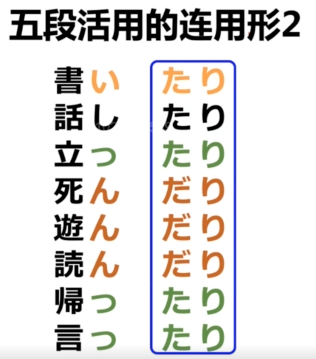 五段活用的连用形2
書い たり
話し たり
立っ たり
死ん だり
遊ん だり
読ん だり
帰っ たり
言っ たり